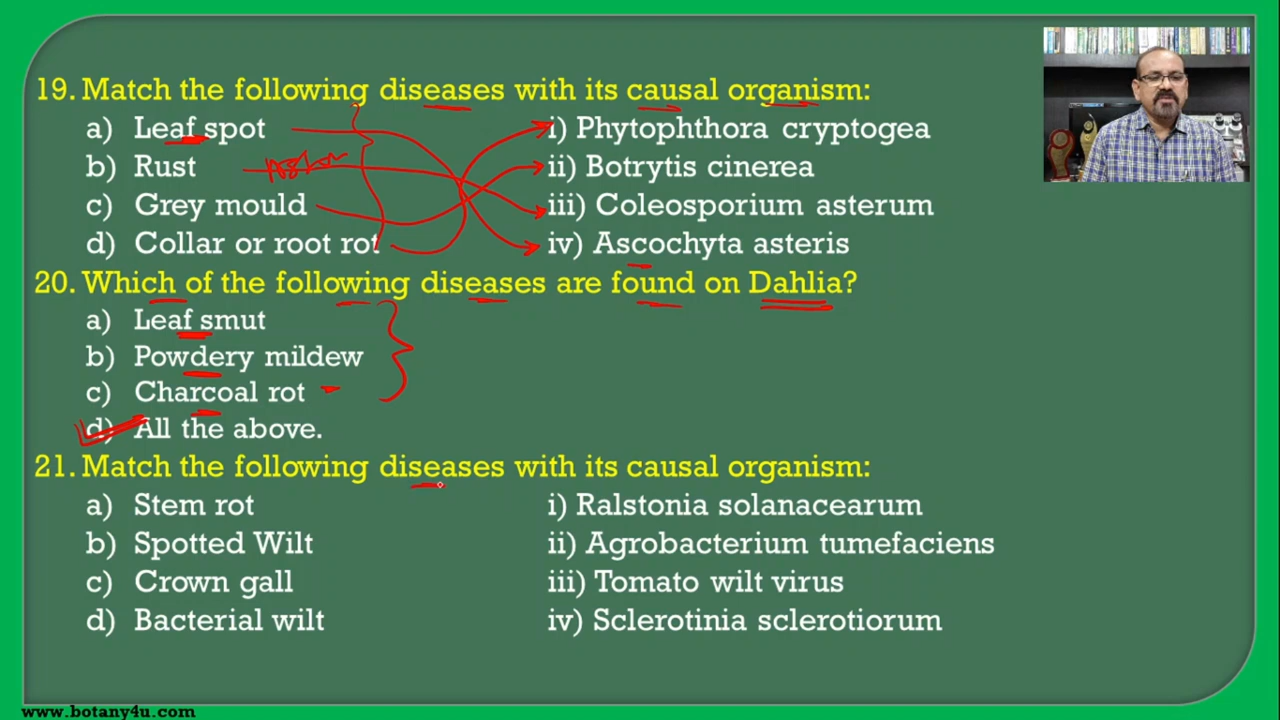 19. Match the following diseases with its causal organism:
a) Leaf spot i) Phytophthora cryptogea
b) Rust ii) Botrytis cinerea
c) Grey mould iii) Coleosporium asterum
d) Collar or root rot iv) Ascochyta asteris
20. Which of the following diseases are found on Dahlia?
a) Leaf smut
b) Powdery mildew
c) Charcoal rot
d) All the above.
21. Match the following diseases with its causal organism:
a) Stem rot i) Ralstonia solanacearum
b) Spotted Wilt ii) Agrobacterium tumefaciens
c) Crown gall iii) Tomato wilt virus
d) Bacterial wilt iv) Sclerotinia sclerotiorum
www.botany4u.com